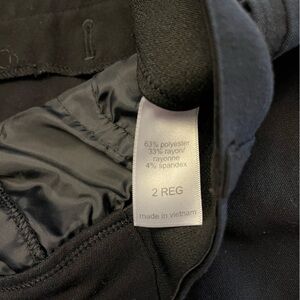 63% polyester
33% rayon/
rayonne
4% spandex
2 REG
made in vietnam